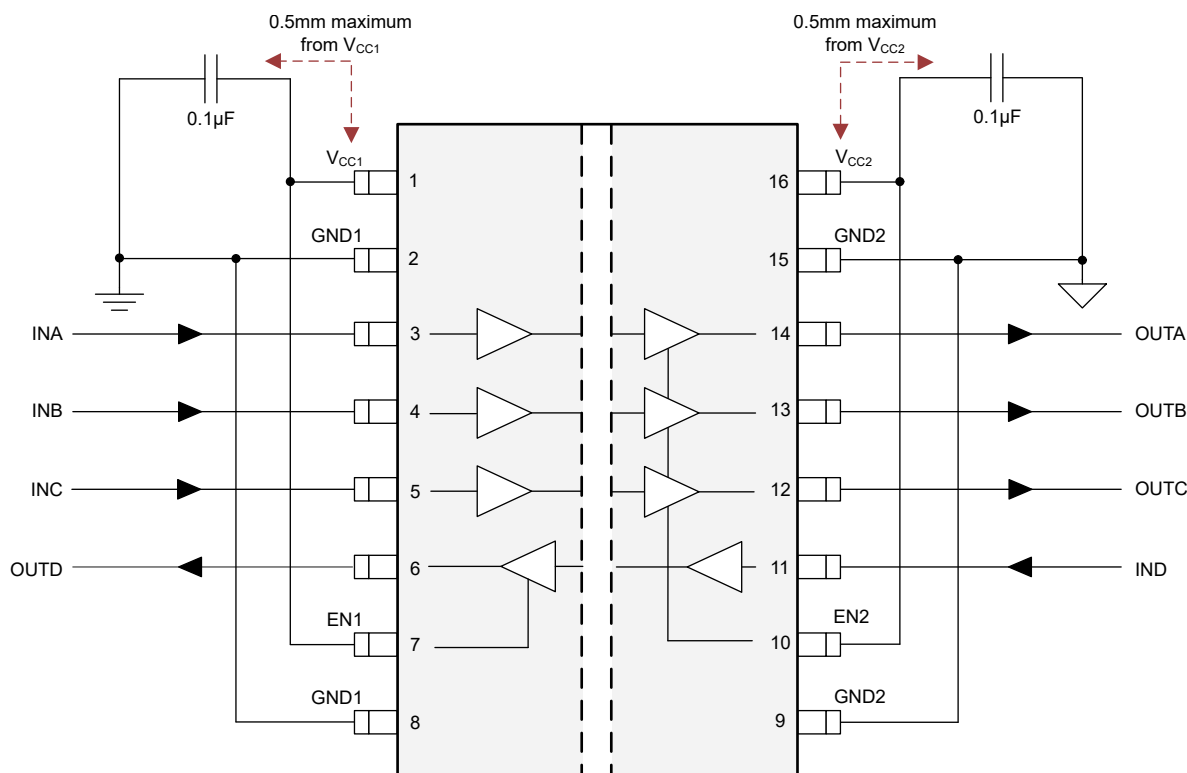 0.5mm maximum
from VCC1
0.5mm maximum
from VCC2
0.1µF
0.1µF
VCC1
1
16
VCC2
GND1
2
15
GND2
INA
3
14
OUTA
INB
4
13
OUTB
INC
5
12
OUTC
OUTD
6
11
IND
EN1
7
10
EN2
GND1
8
9
GND2